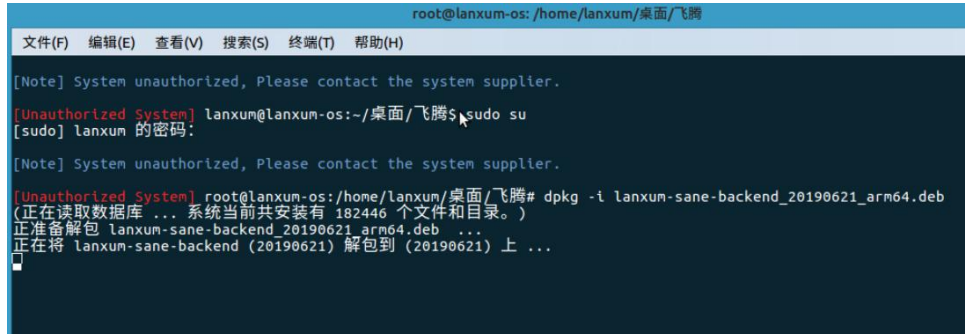 root@lanxum-os: /home/lanxum/桌面/飞腾
文件(F) 编辑(E) 查看(V) 搜索(S) 终端(T) 帮助(H)
[Note] System unauthorized, Please contact the system supplier.
[Unauthorized System] lanxum@lanxum-os:~/桌面/飞腾$ sudo su
[sudo] lanxum 的密码：
[Note] System unauthorized, Please contact the system supplier.
[Unauthorized System] root@lanxum-os:/home/lanxum/桌面/飞腾# dpkg -i lanxum-sane-backend_20190621_arm64.deb
(正在读取数据库 ... 系统当前共安装有 182446 个文件和目录。)
正准备解包 lanxum-sane-backend_20190621_arm64.deb ...
正在将 lanxum-sane-backend (20190621) 解包到 (20190621) 上 ...